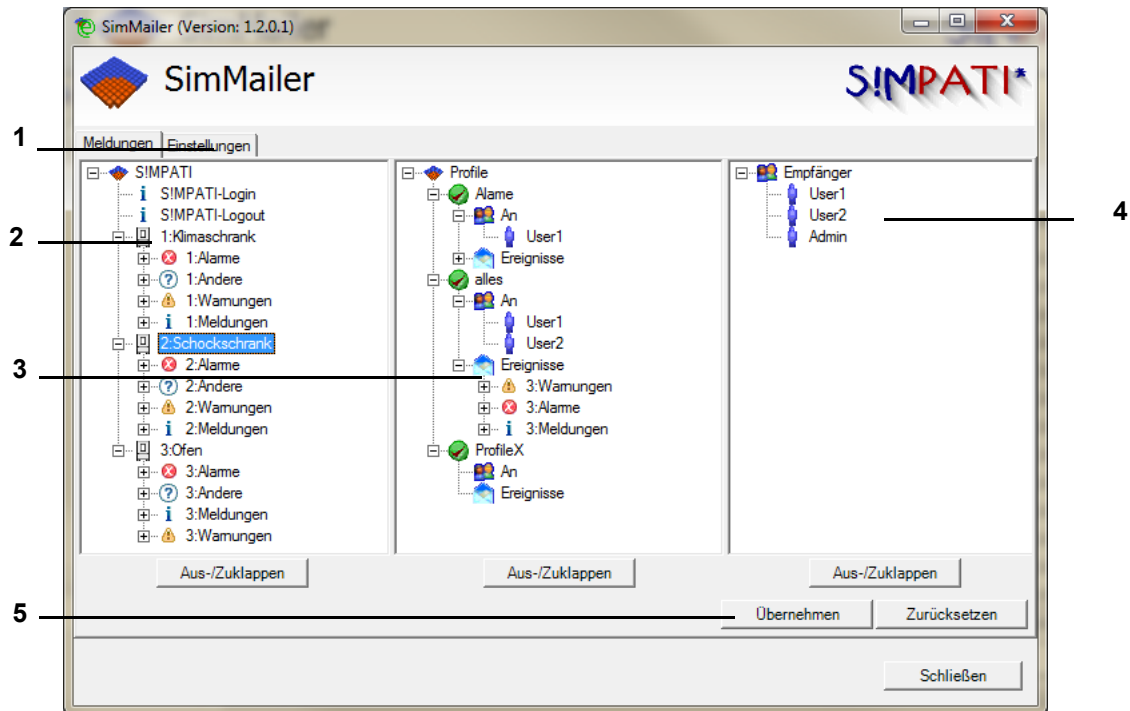 SimMailer (Version: 1.2.0.1)
SimMailer
S!MPATI*
1
Meldungen
Einstellungen
S!MPATI
S!MPATI-Login
S!MPATI-Logout
2
1:Klimaschrank
1:Alarme
1:Andere
1:Warnungen
1:Meldungen
2:Schockschrank
3
2:Alarme
2:Andere
2:Warnungen
2:Meldungen
3:Ofen
3:Alarme
3:Andere
3:Meldungen
3:Warnungen
Profile
Alame
An
User1
Ereignisse
alles
An
User1
User2
Ereignisse
3:Warnungen
3:Alarme
3:Meldungen
ProfileX
An
Ereignisse
Empfänger
User1
User2
Admin
4
Aus-/Zuklappen
Aus-/Zuklappen
Aus-/Zuklappen
5
Übernehmen
Zurücksetzen
Schließen